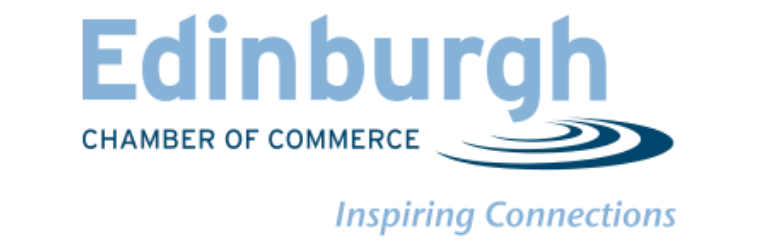 Edinburgh
CHAMBER OF COMMERCE
Inspiring Connections